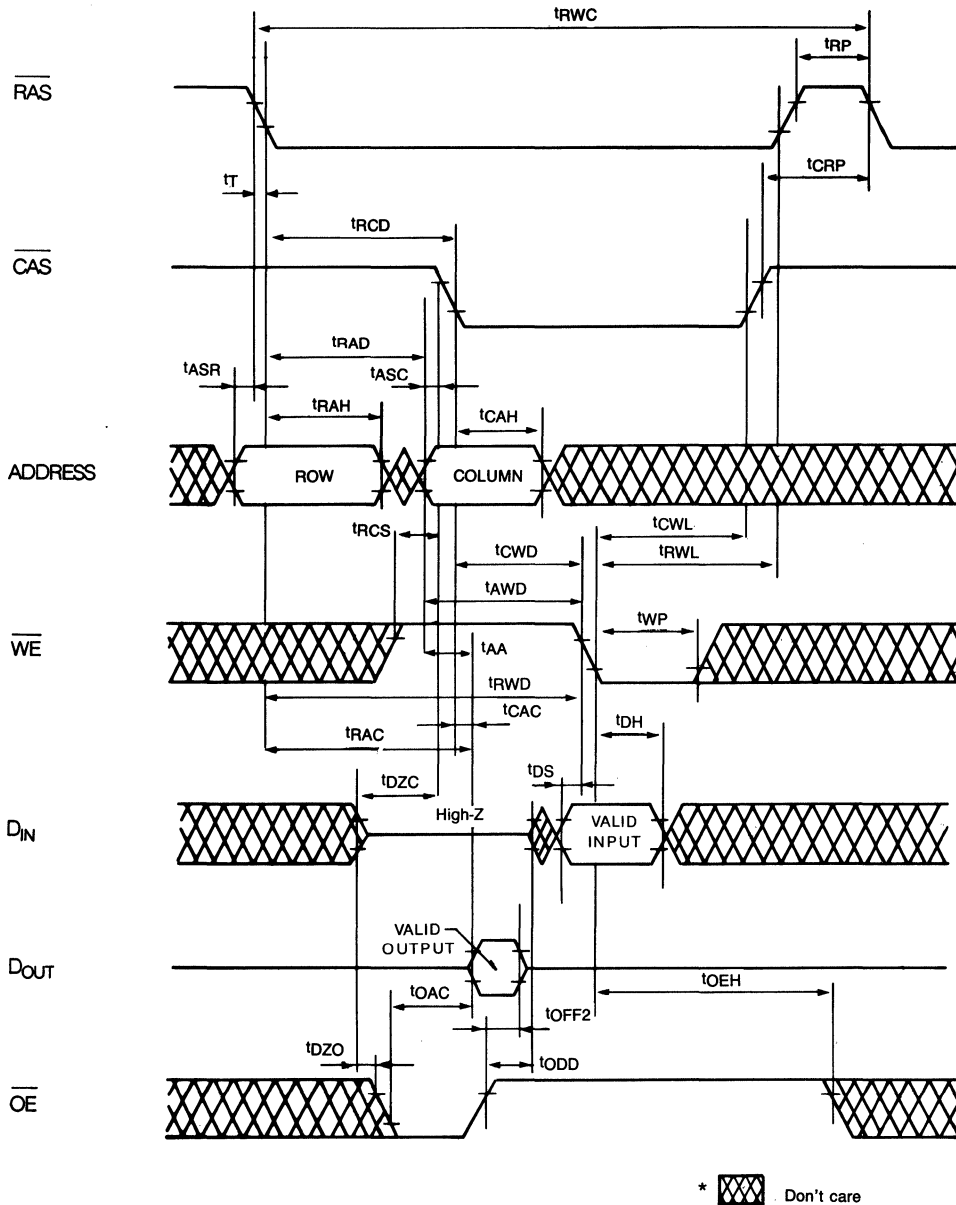 tRWC
tRP
RAS
tCRP
tT
tRCD
CAS
tRAD
tASR
tASC
tRAH
tCAH
ADDRESS
ROW
COLUMN
tRCS
tCWL
tCWD
tRWL
tAWD
tWP
WE
tAA
tRWD
tCAC
tRAC
tDH
tDS
tDZC
High-Z
DIN
VALID
INPUT
VALID
OUTPUT
DOUT
tOAC
tOEH
tOFF2
tDZO
tODD
OE
* Don't care